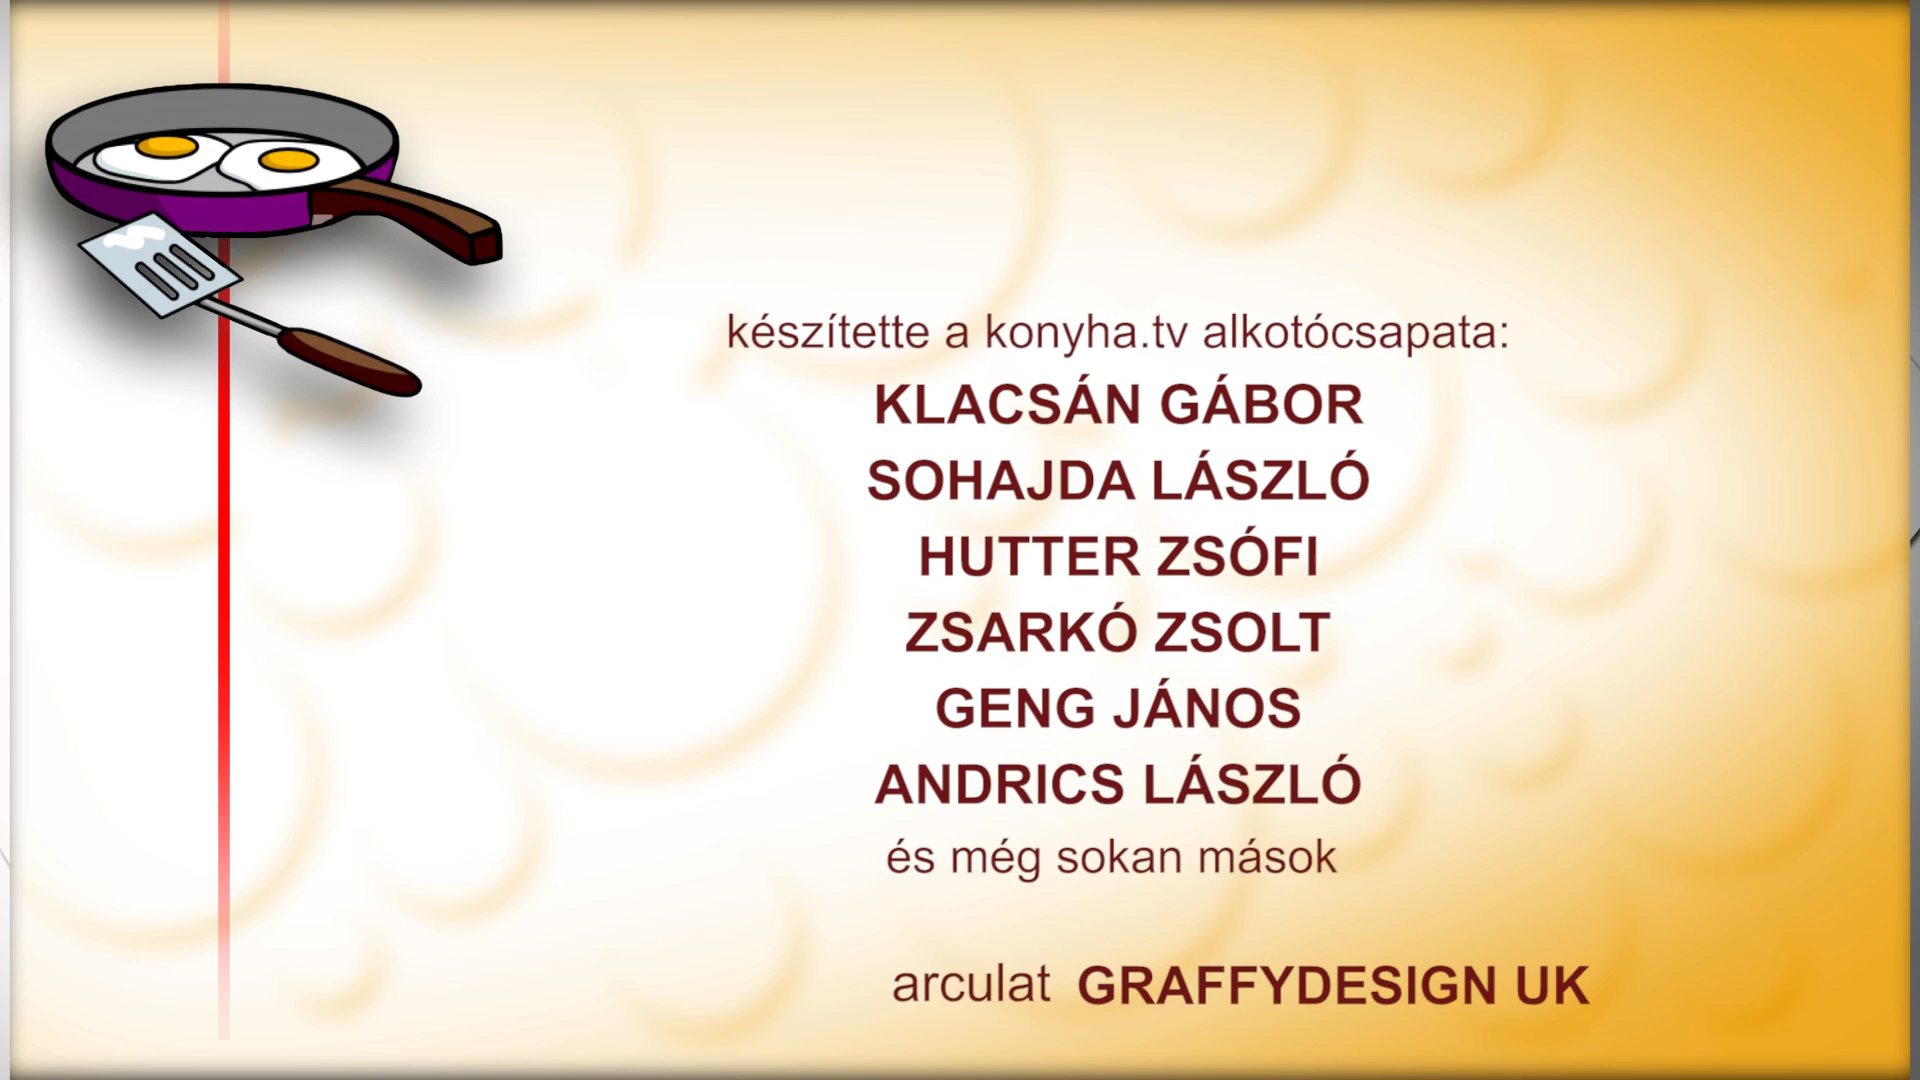 készítette a konyha.tv alkotócsapata:
KLACSÁN GÁBOR
SOHAJDA LÁSZLÓ
HUTTER ZSÓFI
ZSARKÓ ZSOLT
GENG JÁNOS
ANDRICS LÁSZLÓ
és még sokan mások
arculat GRAFFYDESIGN UK